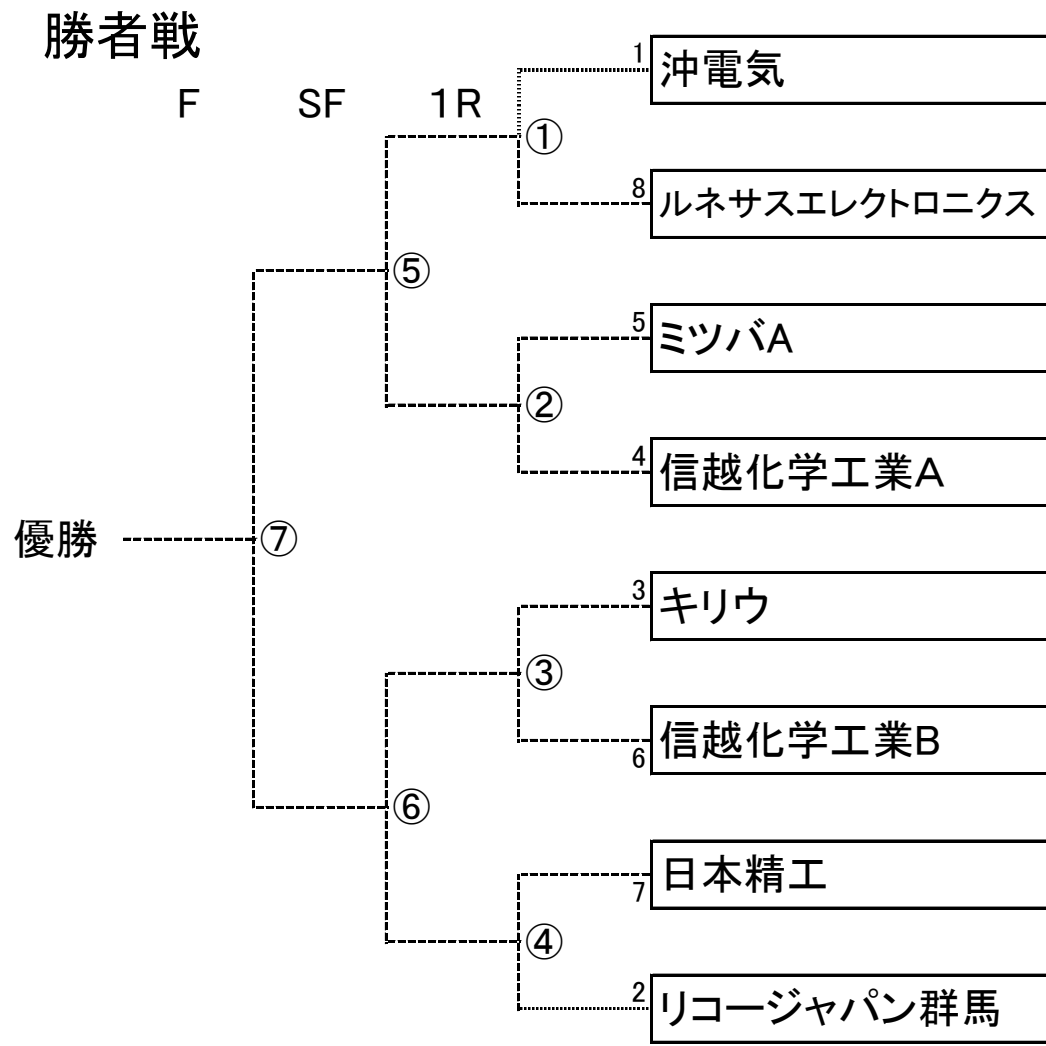 勝者戦
F SF 1R
1 沖電気
①
8 ルネサスエレクトロニクス
⑤
5 ミツバA
②
4 信越化学工業A
優勝 ⑦
3 キリウ
③
6 信越化学工業B
⑥
7 日本精工
④
2 リコージャパン群馬